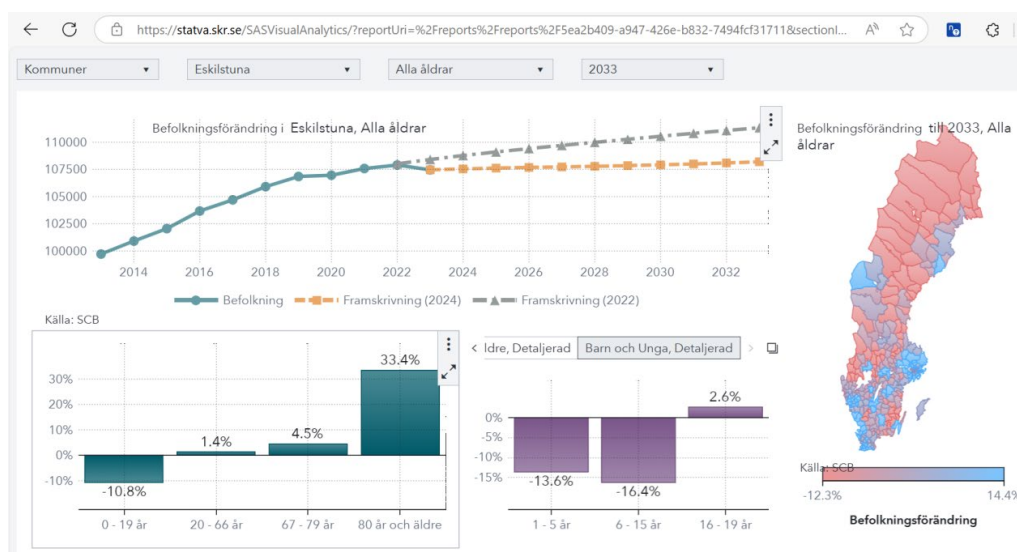 https://statva.skr.se/SASVisualAnalytics/?reportUri=%2Freports%2Freports%2F5ea2b409-a947-426e-b832-7494fcf31711&sectionI...
Kommuner
Eskilstuna
Alla åldrar
2033
Befolkningsförändring i Eskilstuna, Alla åldrar
110000
107500
105000
102500
100000
2014 2016 2018 2020 2022 2024 2026 2028 2030 2032
Befolkning Framskrivning (2024) Framskrivning (2022)
Källa: SCB
Befolkningsförändring till 2033, Alla
åldrar
Källa: SCB
-12.3% 14.4%
Befolkningsförändring
30%
20%
10%
0%
-10%
-10.8%
1.4%
4.5%
33.4%
0 - 19 år 20 - 66 år 67 - 79 år 80 år och äldre
ldre, Detaljerad Barn och Unga, Detaljerad
0%
-5%
-10%
-15%
-13.6%
-16.4%
2.6%
1 - 5 år 6 - 15 år 16 - 19 år